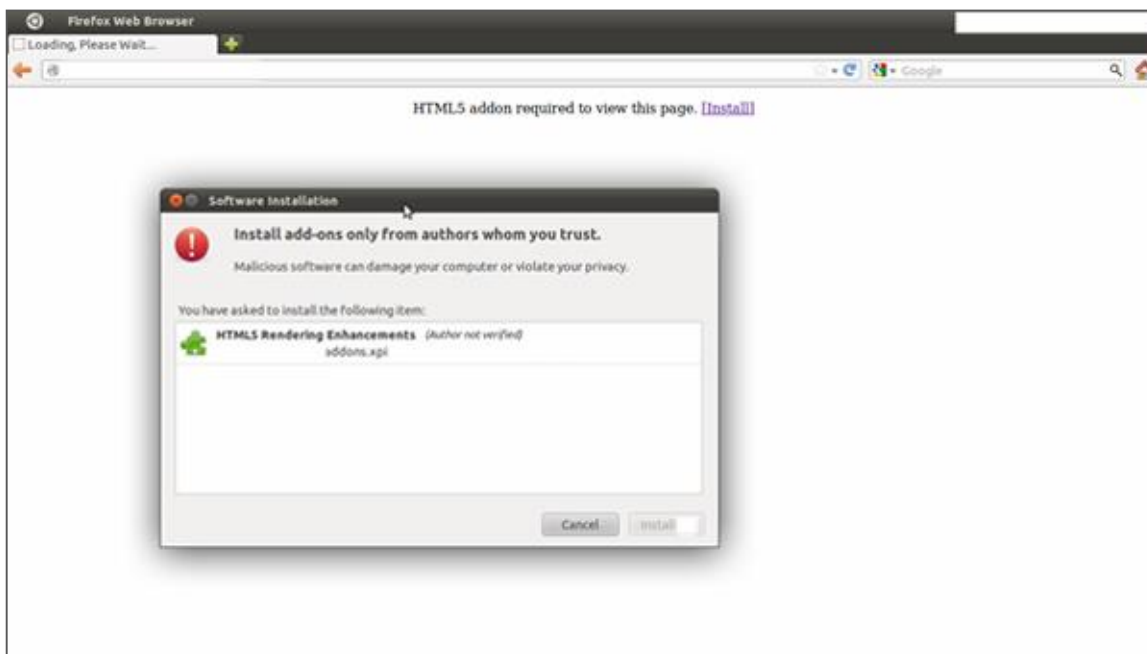 Firefox Web Browser
Loading, Please Wait...
Google
HTML5 addon required to view this page. [Install]
Software Installation
Install add-ons only from authors whom you trust.
Malicious software can damage your computer or violate your privacy.
You have asked to install the following item:
HTML5 Rendering Enhancements (Author not verified)
addons.xpi
Cancel Install